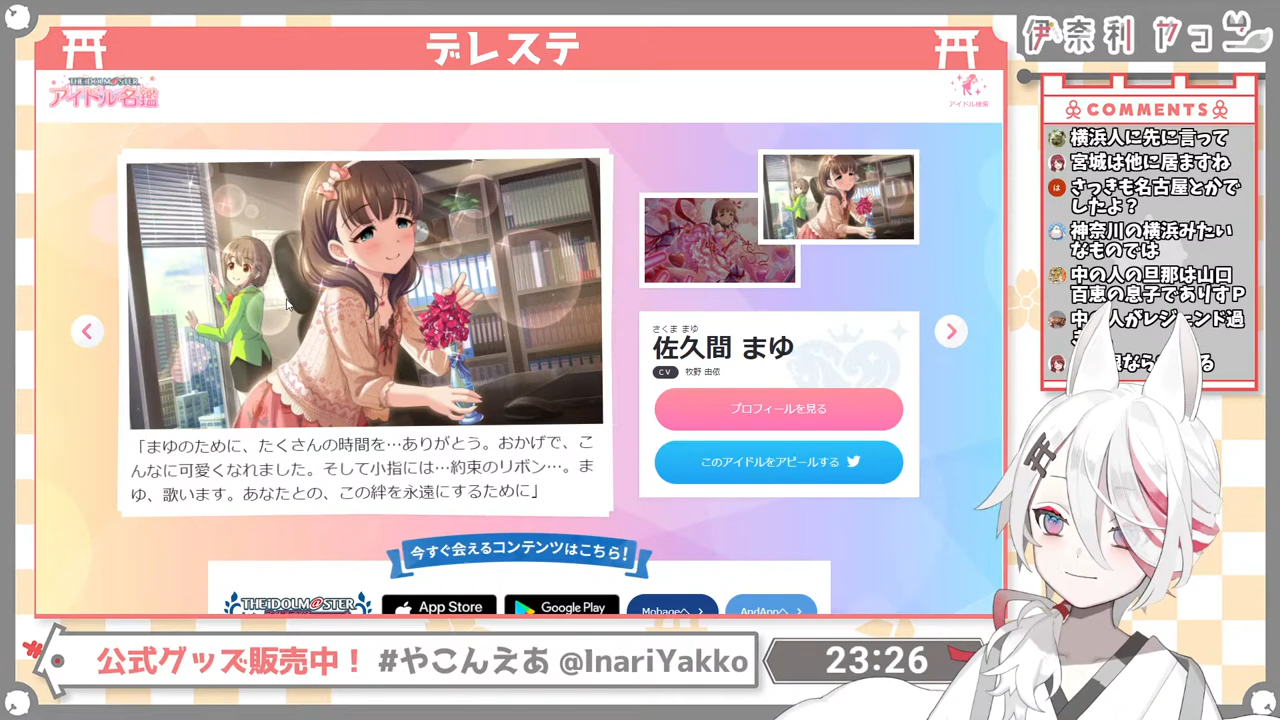 デレステ
伊奈利 ヤコ
THE IDOLM@STER
アイドル名鑑
アイドル検索
「まゆのために、たくさんの時間を…ありがとう。おかげで、こ
んなに可愛くなれました。そして小指には…約束のリボン…。ま
ゆ、歌います。あなたとの、この絆を永遠にするために」
さくま まゆ
佐久間 まゆ
CV 牧野 由依
プロフィールを見る
このアイドルをアピールする
今すぐ会えるコンテンツはこちら!
THE IDOLM@STER
App Store
Google Play
Mobageへ
AndAppへ
COMMENTS
横浜人に先に言って
宮城は他に居ますね
は さっきも名古屋とかで
したよ?
神奈川の横浜みたい
なものでは
中の人の旦那は山口
百恵の息子でありすP
中の人がレジェンド過
公式グッズ販売中! #やこんえあ @InariYakko
23:26